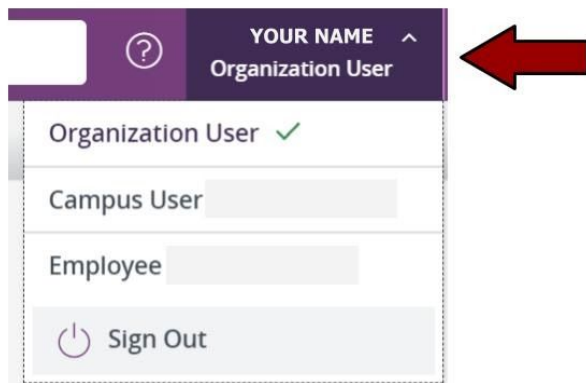 YOUR NAME
Organization User
Organization User
Campus User
Employee
Sign Out